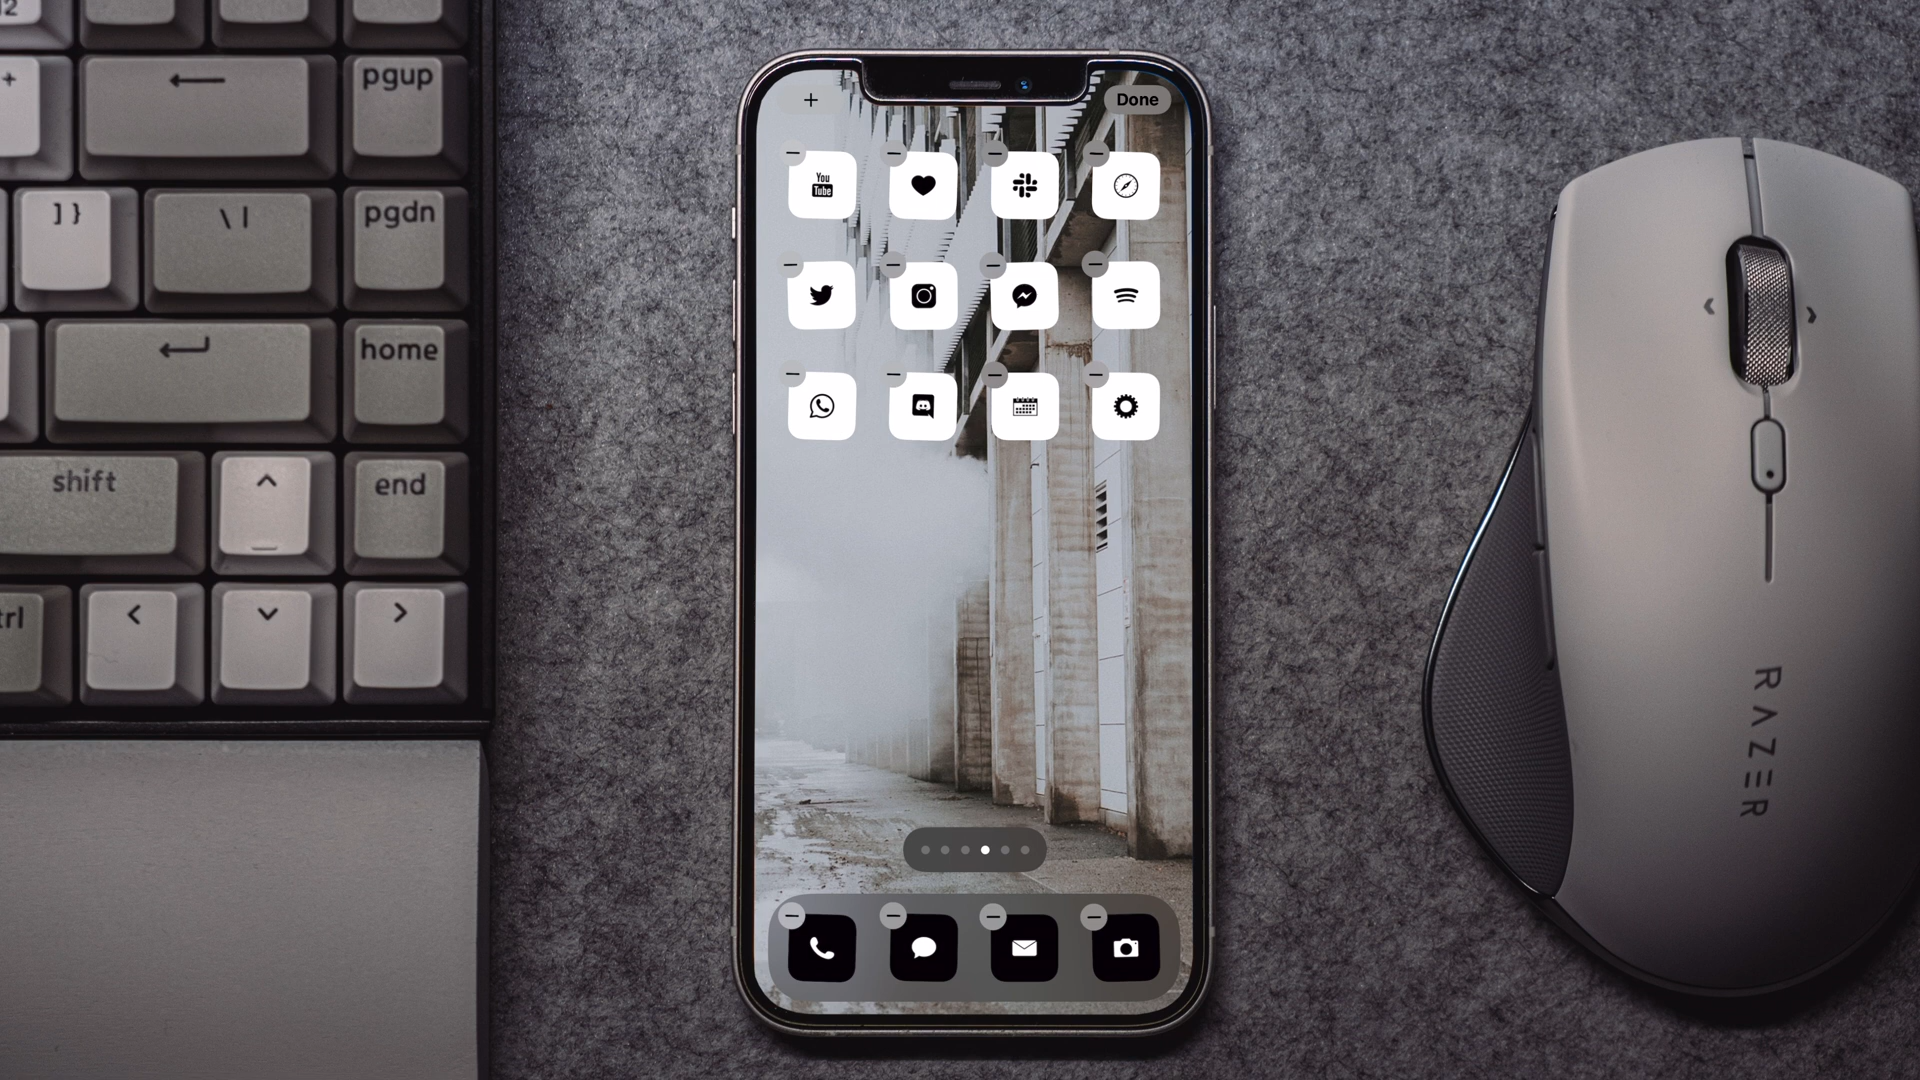 +
pgup
] }
\ |
pgdn
home
shift
end
trl
+
Done
You
Tube
RAZER